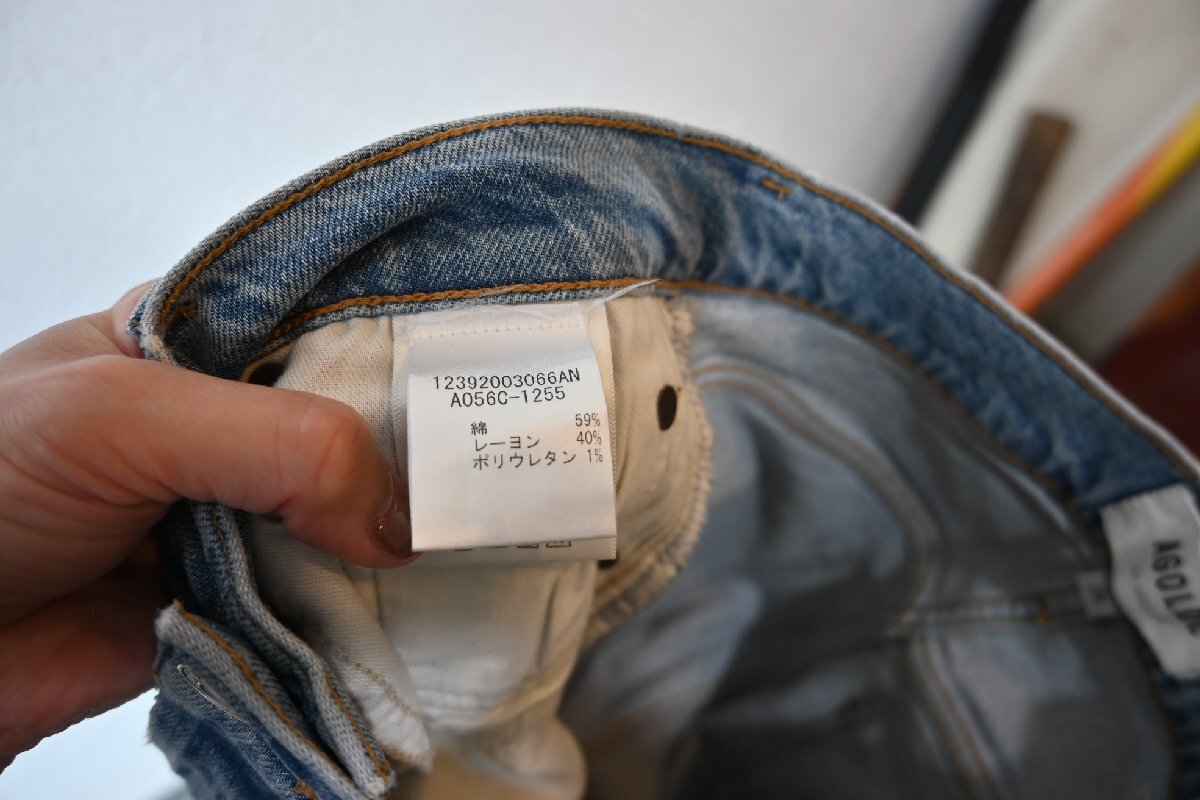 12392003066AN
A056C-1255
綿 59%
レーヨン 40%
ポリウレタン 1%